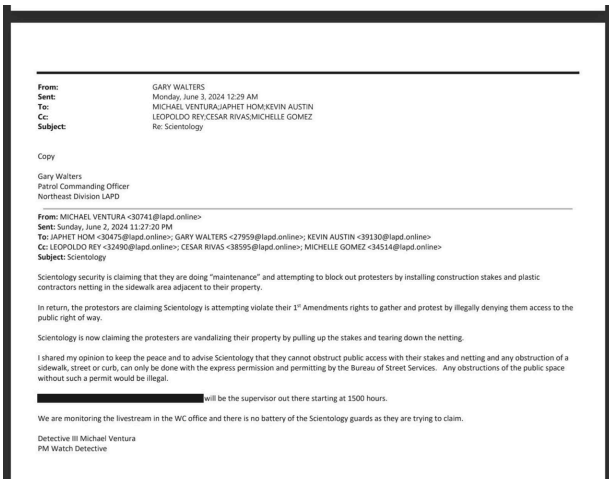 From: GARY WALTERS
Sent: Monday, June 3, 2024 12:29 AM
To: MICHAEL VENTURA;JAPHET HOM;KEVIN AUSTIN
Cc: LEOPOLDO REY;CESAR RIVAS;MICHELLE GOMEZ
Subject: Re: Scientology
Copy
Gary Walters
Patrol Commanding Officer
Northeast Division LAPD
From: MICHAEL VENTURA <30741@lapd.online>
Sent: Sunday, June 2, 2024 11:27:20 PM
To: JAPHET HOM <30475@lapd.online>; GARY WALTERS <27959@lapd.online>; KEVIN AUSTIN <39130@lapd.online>
Cc: LEOPOLDO REY <32490@lapd.online>; CESAR RIVAS <38595@lapd.online>; MICHELLE GOMEZ <34514@lapd.online>
Subject: Scientology
Scientology security is claiming that they are doing “maintenance” and attempting to block out protesters by installing construction stakes and plastic
contractors netting in the sidewalk area adjacent to their property.
In return, the protestors are claiming Scientology is attempting violate their 1st Amendments rights to gather and protest by illegally denying them access to the
public right of way.
Scientology is now claiming the protesters are vandalizing their property by pulling up the stakes and tearing down the netting.
I shared my opinion to keep the peace and to advise Scientology that they cannot obstruct public access with their stakes and netting and any obstruction of a
sidewalk, street or curb, can only be done with the express permission and permitting by the Bureau of Street Services. Any obstructions of the public space
without such a permit would be illegal.
will be the supervisor out there starting at 1500 hours.
We are monitoring the livestream in the WC office and there is no battery of the Scientology guards as they are trying to claim.
Detective III Michael Ventura
PM Watch Detective